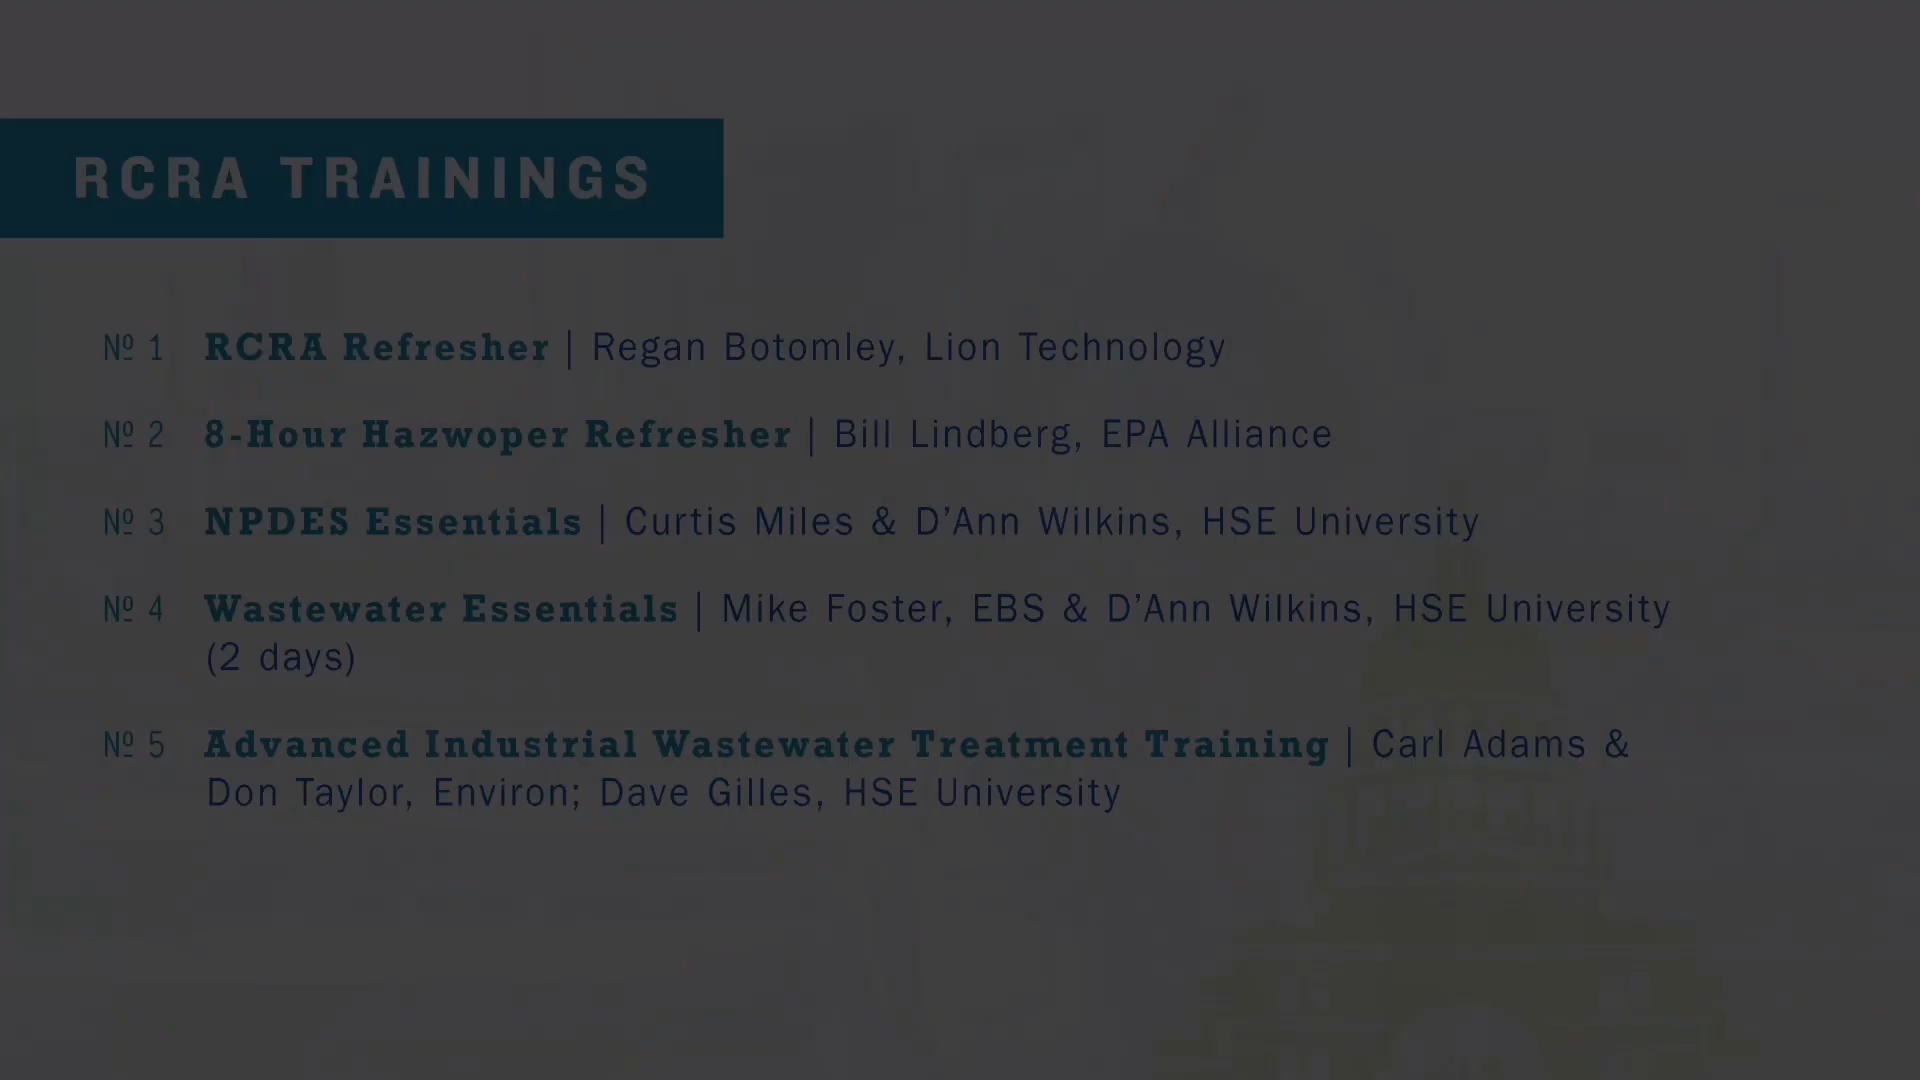 RCRA TRAININGS
№ 1 RCRA Refresher | Regan Botomley, Lion Technology
№ 2 8-Hour Hazwoper Refresher | Bill Lindberg, EPA Alliance
№ 3 NPDES Essentials | Curtis Miles & D’Ann Wilkins, HSE University
№ 4 Wastewater Essentials | Mike Foster, EBS & D’Ann Wilkins, HSE University
(2 days)
№ 5 Advanced Industrial Wastewater Treatment Training | Carl Adams &
Don Taylor, Environ; Dave Gilles, HSE University